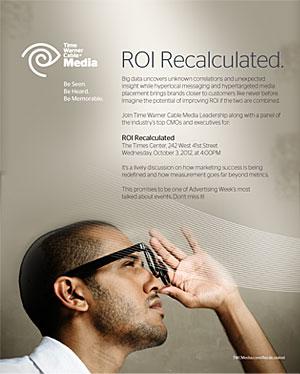 Time
Warner
Cable®
Media
Be Seen.
Be Heard.
Be Memorable.
ROI Recalculated.
Big data uncovers unknown correlations and unexpected
insight while hyperlocal messaging and hypertargeted media
placement brings brands closer to customers like never before.
Imagine the potential of improving ROI if the two are combined.
Join Time Warner Cable Media Leadership along with a panel of
the industry's top CMOs and executives for:
ROI Recalculated
The Times Center, 242 West 41st Street
Wednesday, October 3, 2012, at 4:00PM
It's a lively discussion on how marketing success is being
redefined and how measurement goes far beyond metrics.
This promises to be one of Advertising Week's most
talked about events. Don't miss it!